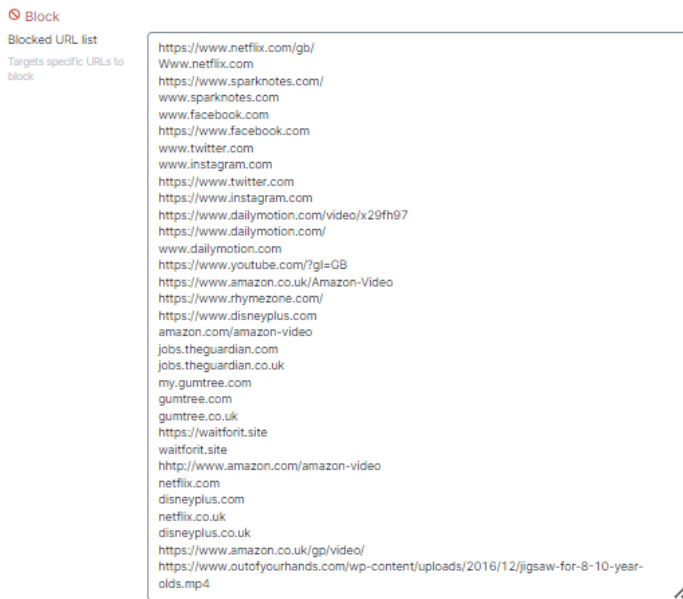 Block
Blocked URL list
Targets specific URLs to
block
https://www.netflix.com/gb/
Www.netflix.com
https://www.sparknotes.com/
www.sparknotes.com
www.facebook.com
https://www.facebook.com
www.twitter.com
www.instagram.com
https://www.twitter.com
https://www.instagram.com
https://www.dailymotion.com/video/x29fh97
https://www.dailymotion.com/
www.dailymotion.com
https://www.youtube.com/?gl=GB
https://www.amazon.co.uk/Amazon-Video
https://www.rhymezone.com/
https://www.disneyplus.com
amazon.com/amazon-video
jobs.theguardian.com
jobs.theguardian.co.uk
my.gumtree.com
gumtree.com
gumtree.co.uk
https://waitforit.site
waitforit.site
hhtp://www.amazon.com/amazon-video
netflix.com
disneyplus.com
netflix.co.uk
disneyplus.co.uk
https://www.amazon.co.uk/gp/video/
https://www.outofyourhands.com/wp-content/uploads/2016/12/jigsaw-for-8-10-year-
olds.mp4